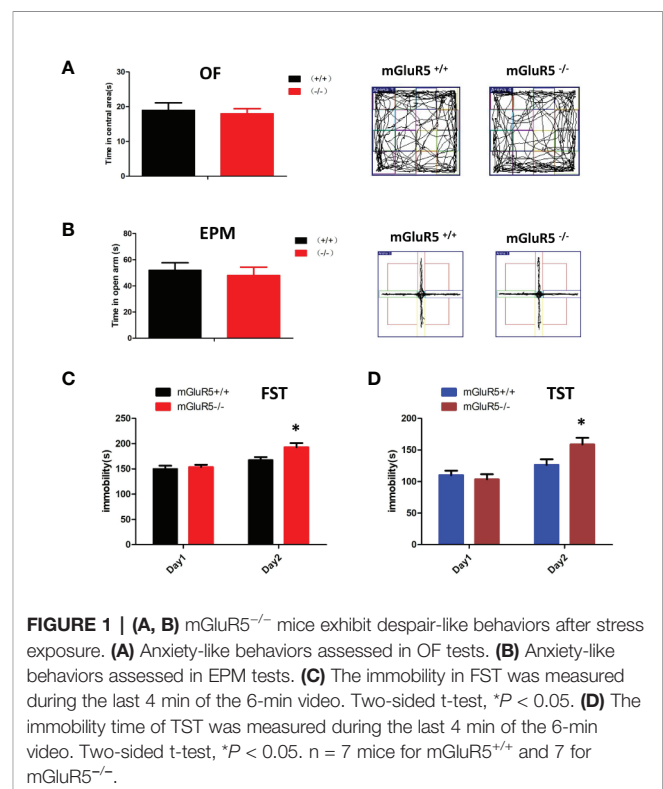 A
OF
(+/+)
(-/-)
Time in central area(s)
30
20
10
0
mGluR5 +/+
mGluR5 -/-
B
EPM
(+/+)
(-/-)
Time in open arm (s)
80
60
40
20
0
mGluR5 +/+
mGluR5 -/-
C
mGluR5+/+
mGluR5-/-
FST
immobility(s)
250
200
150
100
50
0
*
Day1
Day2
D
mGluR5+/+
mGluR5-/-
TST
immobility(s)
200
150
100
50
0
*
Day1
Day2
FIGURE 1 | (A, B) mGluR5−/− mice exhibit despair-like behaviors after stress
exposure. (A) Anxiety-like behaviors assessed in OF tests. (B) Anxiety-like
behaviors assessed in EPM tests. (C) The immobility in FST was measured
during the last 4 min of the 6-min video. Two-sided t-test, *P < 0.05. (D) The
immobility time of TST was measured during the last 4 min of the 6-min
video. Two-sided t-test, *P < 0.05. n = 7 mice for mGluR5+/+ and 7 for
mGluR5−/−.